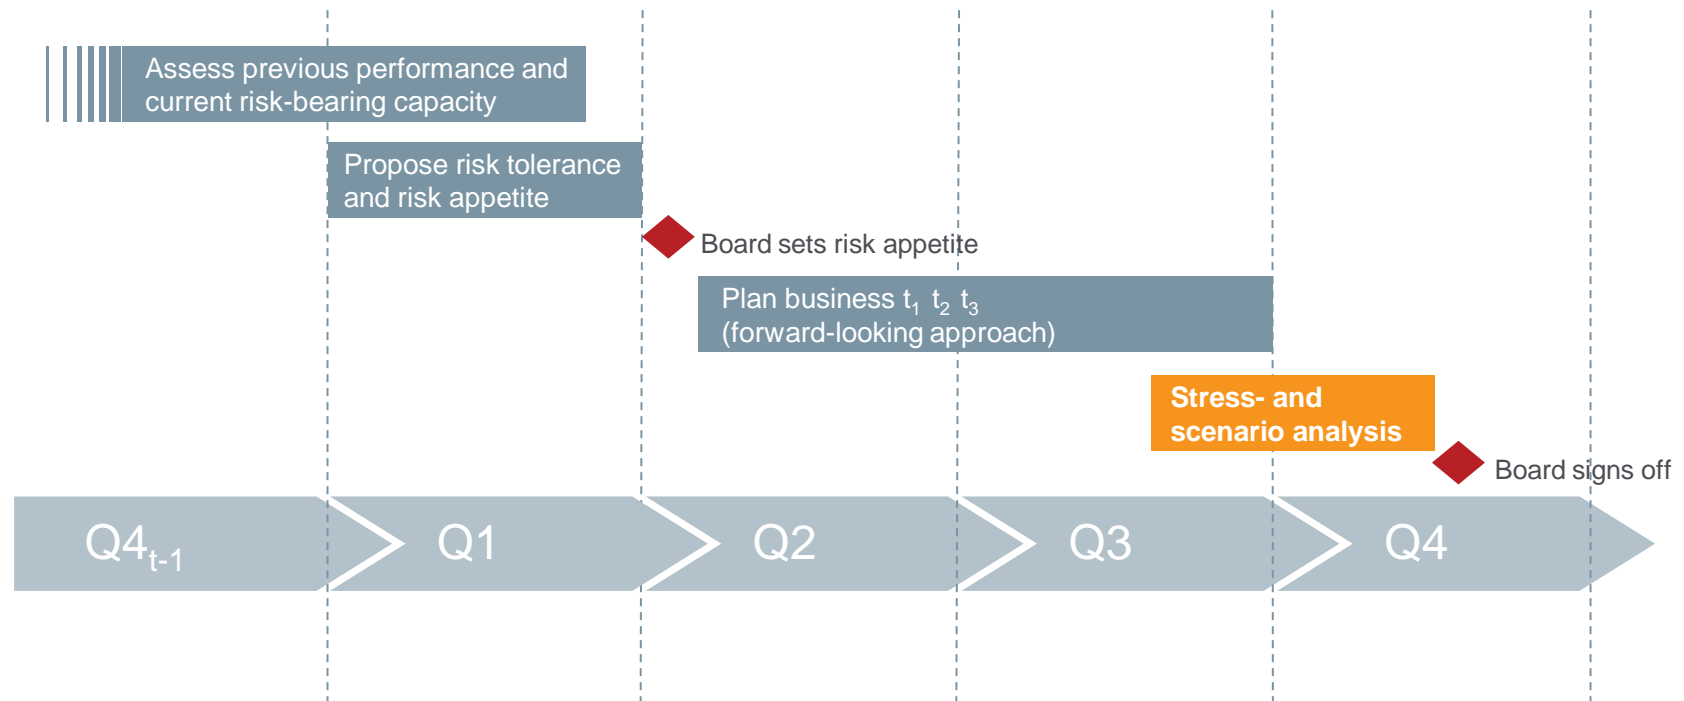 Assess previous performance and
current risk-bearing capacity
Propose risk tolerance
and risk appetite
Board sets risk appetite
Plan business t₁ t₂ t₃
(forward-looking approach)
Stress- and
scenario analysis
Board signs off
Q4t-1 Q1 Q2 Q3 Q4